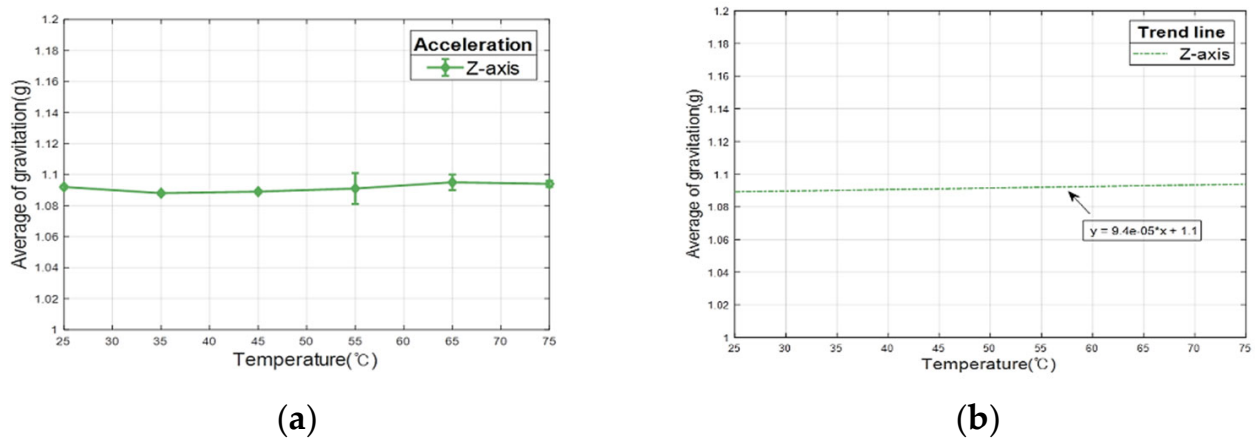 1.2
1.18
1.16
1.14
1.12
1.1
1.08
1.06
1.04
1.02
1
Average of gravitation(g)
Acceleration
Z-axis
25 30 35 40 45 50 55 60 65 70 75
Temperature(℃)
(a)
1.2
1.18
1.16
1.14
1.12
1.1
1.08
1.06
1.04
1.02
1
Average of gravitation(g)
Trend line
Z-axis
y = 9.4e-05*x + 1.1
25 30 35 40 45 50 55 60 65 70 75
Temperature(℃)
(b)